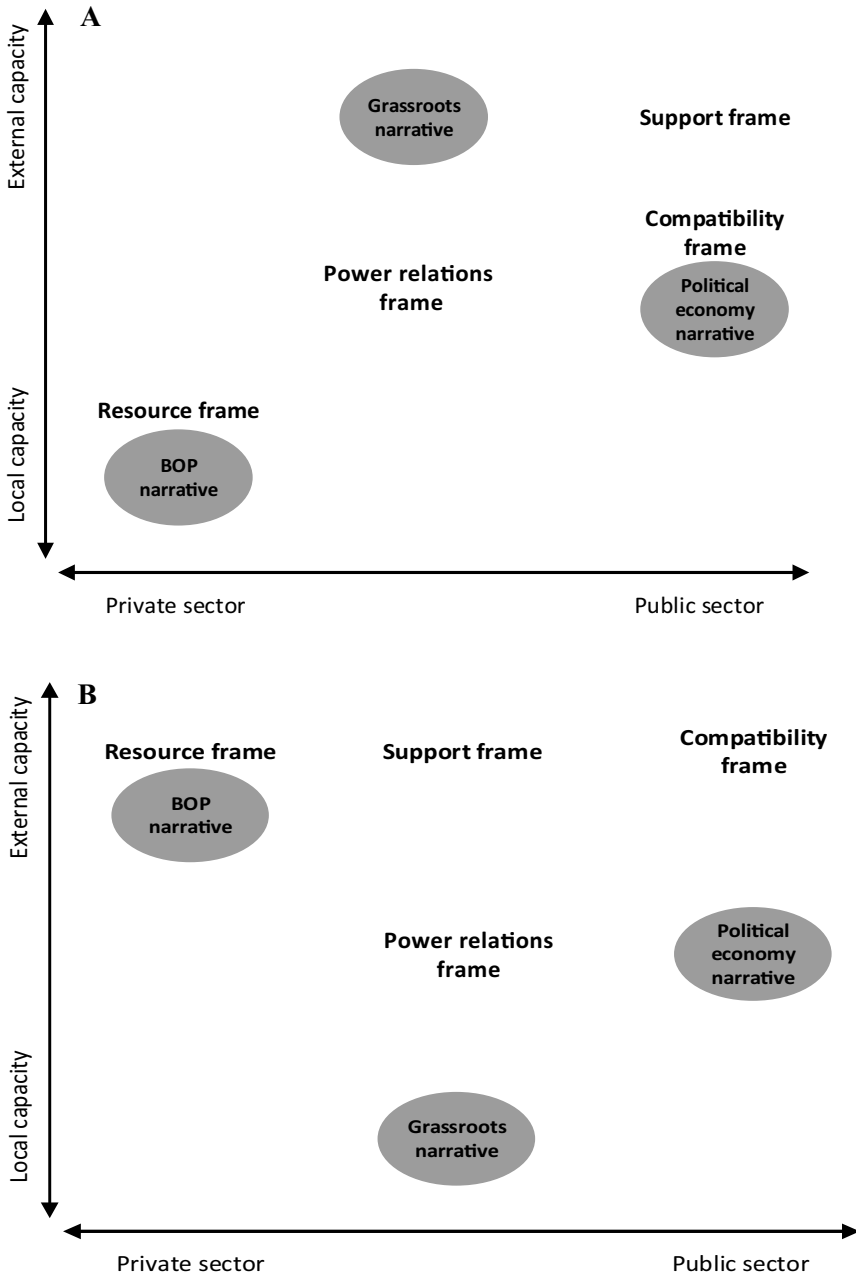 A
External capacity
Local capacity
Grassroots
narrative
Support frame
Compatibility
frame
Power relations
frame
Political
economy
narrative
Resource frame
BOP
narrative
Private sector
Public sector
B
External capacity
Local capacity
Resource frame
Support frame
Compatibility
frame
BOP
narrative
Power relations
frame
Political
economy
narrative
Grassroots
narrative
Private sector
Public sector